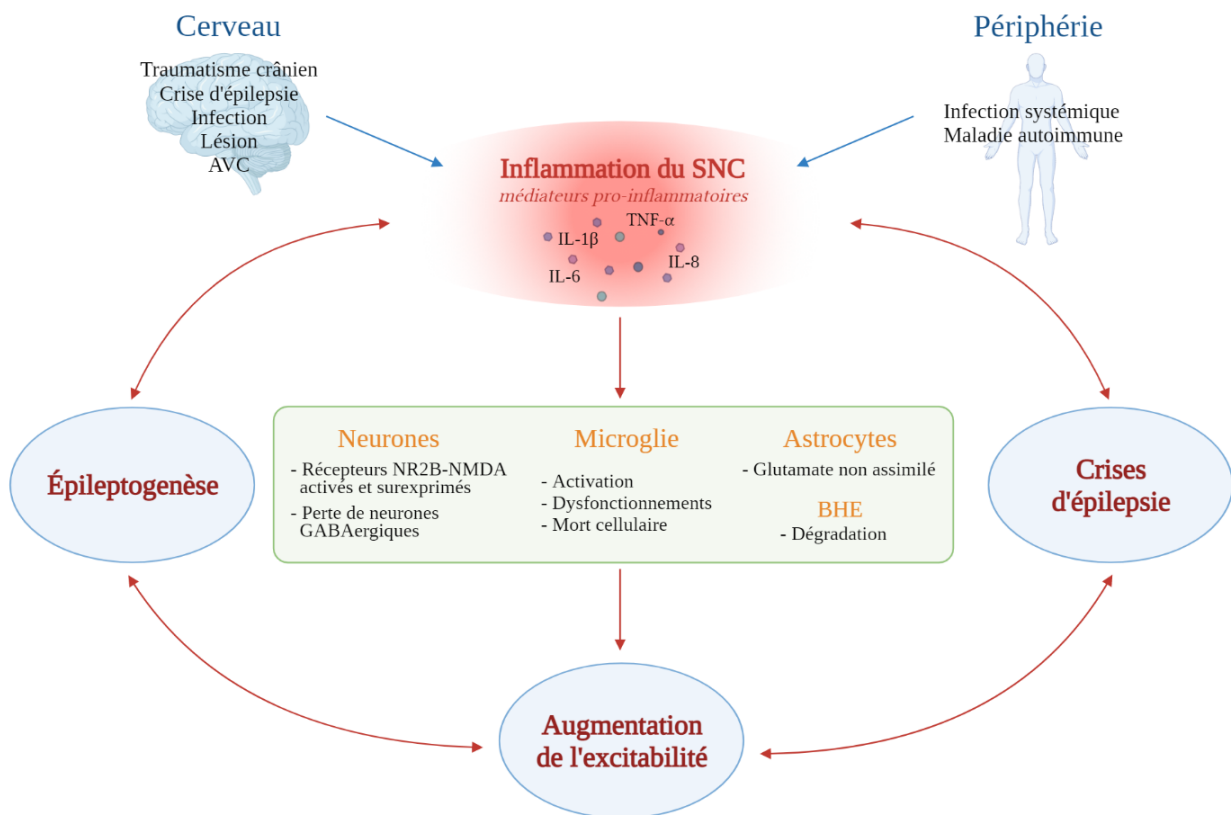 Cerveau
Traumatisme crânien
Crise d'épilepsie
Infection
Lésion
AVC
Périphérie
Infection systémique
Maladie autoimmune
Inflammation du SNC
médiateurs pro-inflammatoires
TNF-α
IL-1β
IL-8
IL-6
Épileptogenèse
Neurones
- Récepteurs NR2B-NMDA
activés et surexprimés
- Perte de neurones
GABAergiques
Microglie
- Activation
- Dysfonctionnements
- Mort cellulaire
Astrocytes
- Glutamate non assimilé
BHE
- Dégradation
Crises
d'épilepsie
Augmentation
de l'excitabilité